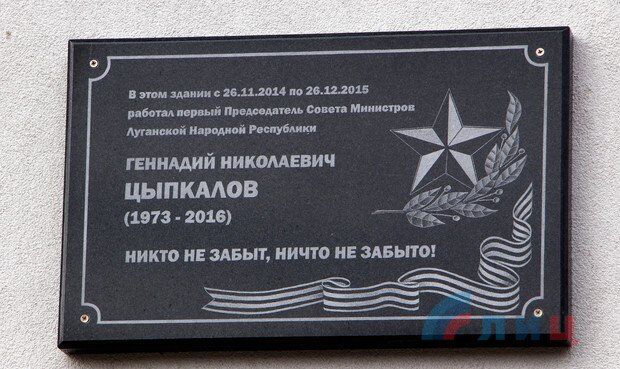 В этом здании с 26.11.2014 по 26.12.2015
работал первый Председатель Совета Министров
Луганской Народной Республики
ГЕННАДИЙ НИКОЛАЕВИЧ
ЦЫПКАЛОВ
(1973 - 2016)
НИКТО НЕ ЗАБЫТ, НИЧТО НЕ ЗАБЫТО!
ЛИЦ